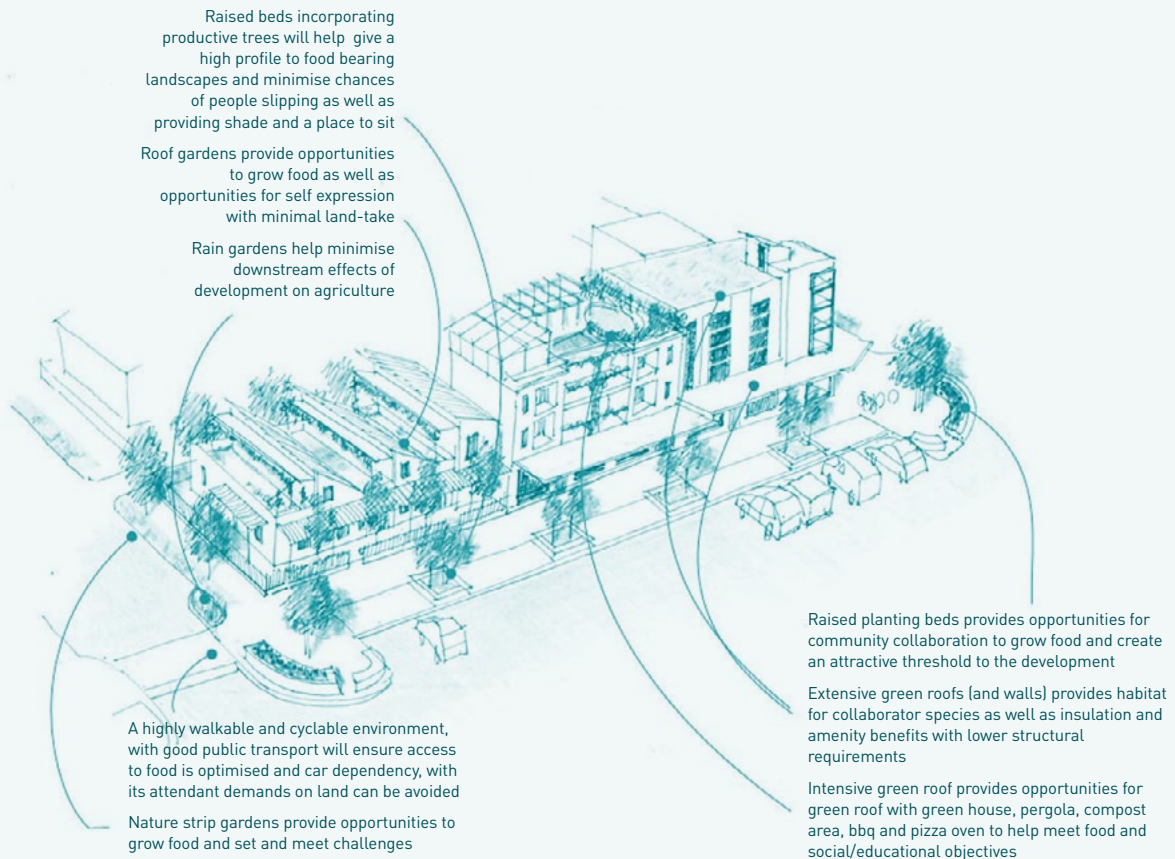 Raised beds incorporating
productive trees will help give a
high profile to food bearing
landscapes and minimise chances
of people slipping as well as
providing shade and a place to sit
Roof gardens provide opportunities
to grow food as well as
opportunities for self expression
with minimal land-take
Rain gardens help minimise
downstream effects of
development on agriculture
A highly walkable and cyclable environment,
with good public transport will ensure access
to food is optimised and car dependency, with
its attendant demands on land can be avoided
Nature strip gardens provide opportunities to
grow food and set and meet challenges
Raised planting beds provides opportunities for
community collaboration to grow food and create
an attractive threshold to the development
Extensive green roofs (and walls) provides habitat
for collaborator species as well as insulation and
amenity benefits with lower structural
requirements
Intensive green roof provides opportunities for
green roof with green house, pergola, compost
area, bbq and pizza oven to help meet food and
social/educational objectives